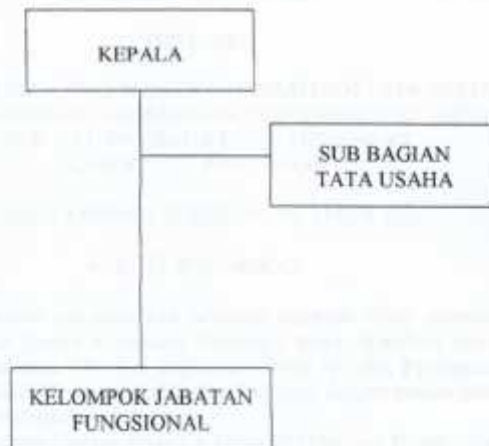 KEPALA
SUB BAGIAN
TATA USAHA
KELOMPOK JABATAN
FUNGSIONAL